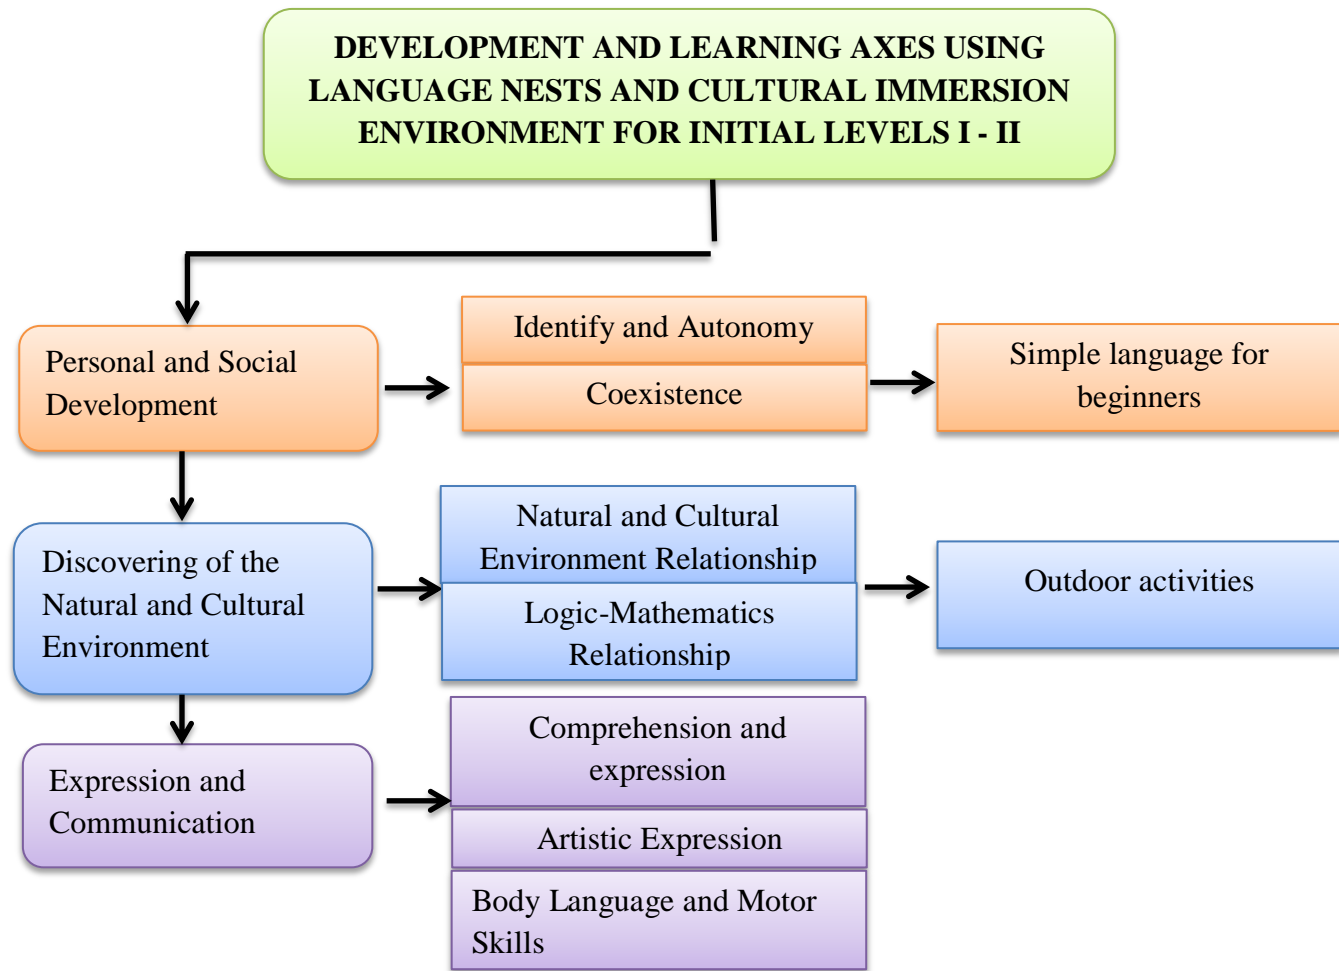 DEVELOPMENT AND LEARNING AXES USING
LANGUAGE NESTS AND CULTURAL IMMERSION
ENVIRONMENT FOR INITIAL LEVELS I - II
Personal and Social
Development
Identify and Autonomy
Coexistence
Simple language for
beginners
Discovering of the
Natural and Cultural
Environment
Natural and Cultural
Environment Relationship
Logic-Mathematics
Relationship
Outdoor activities
Expression and
Communication
Comprehension and
expression
Artistic Expression
Body Language and Motor
Skills